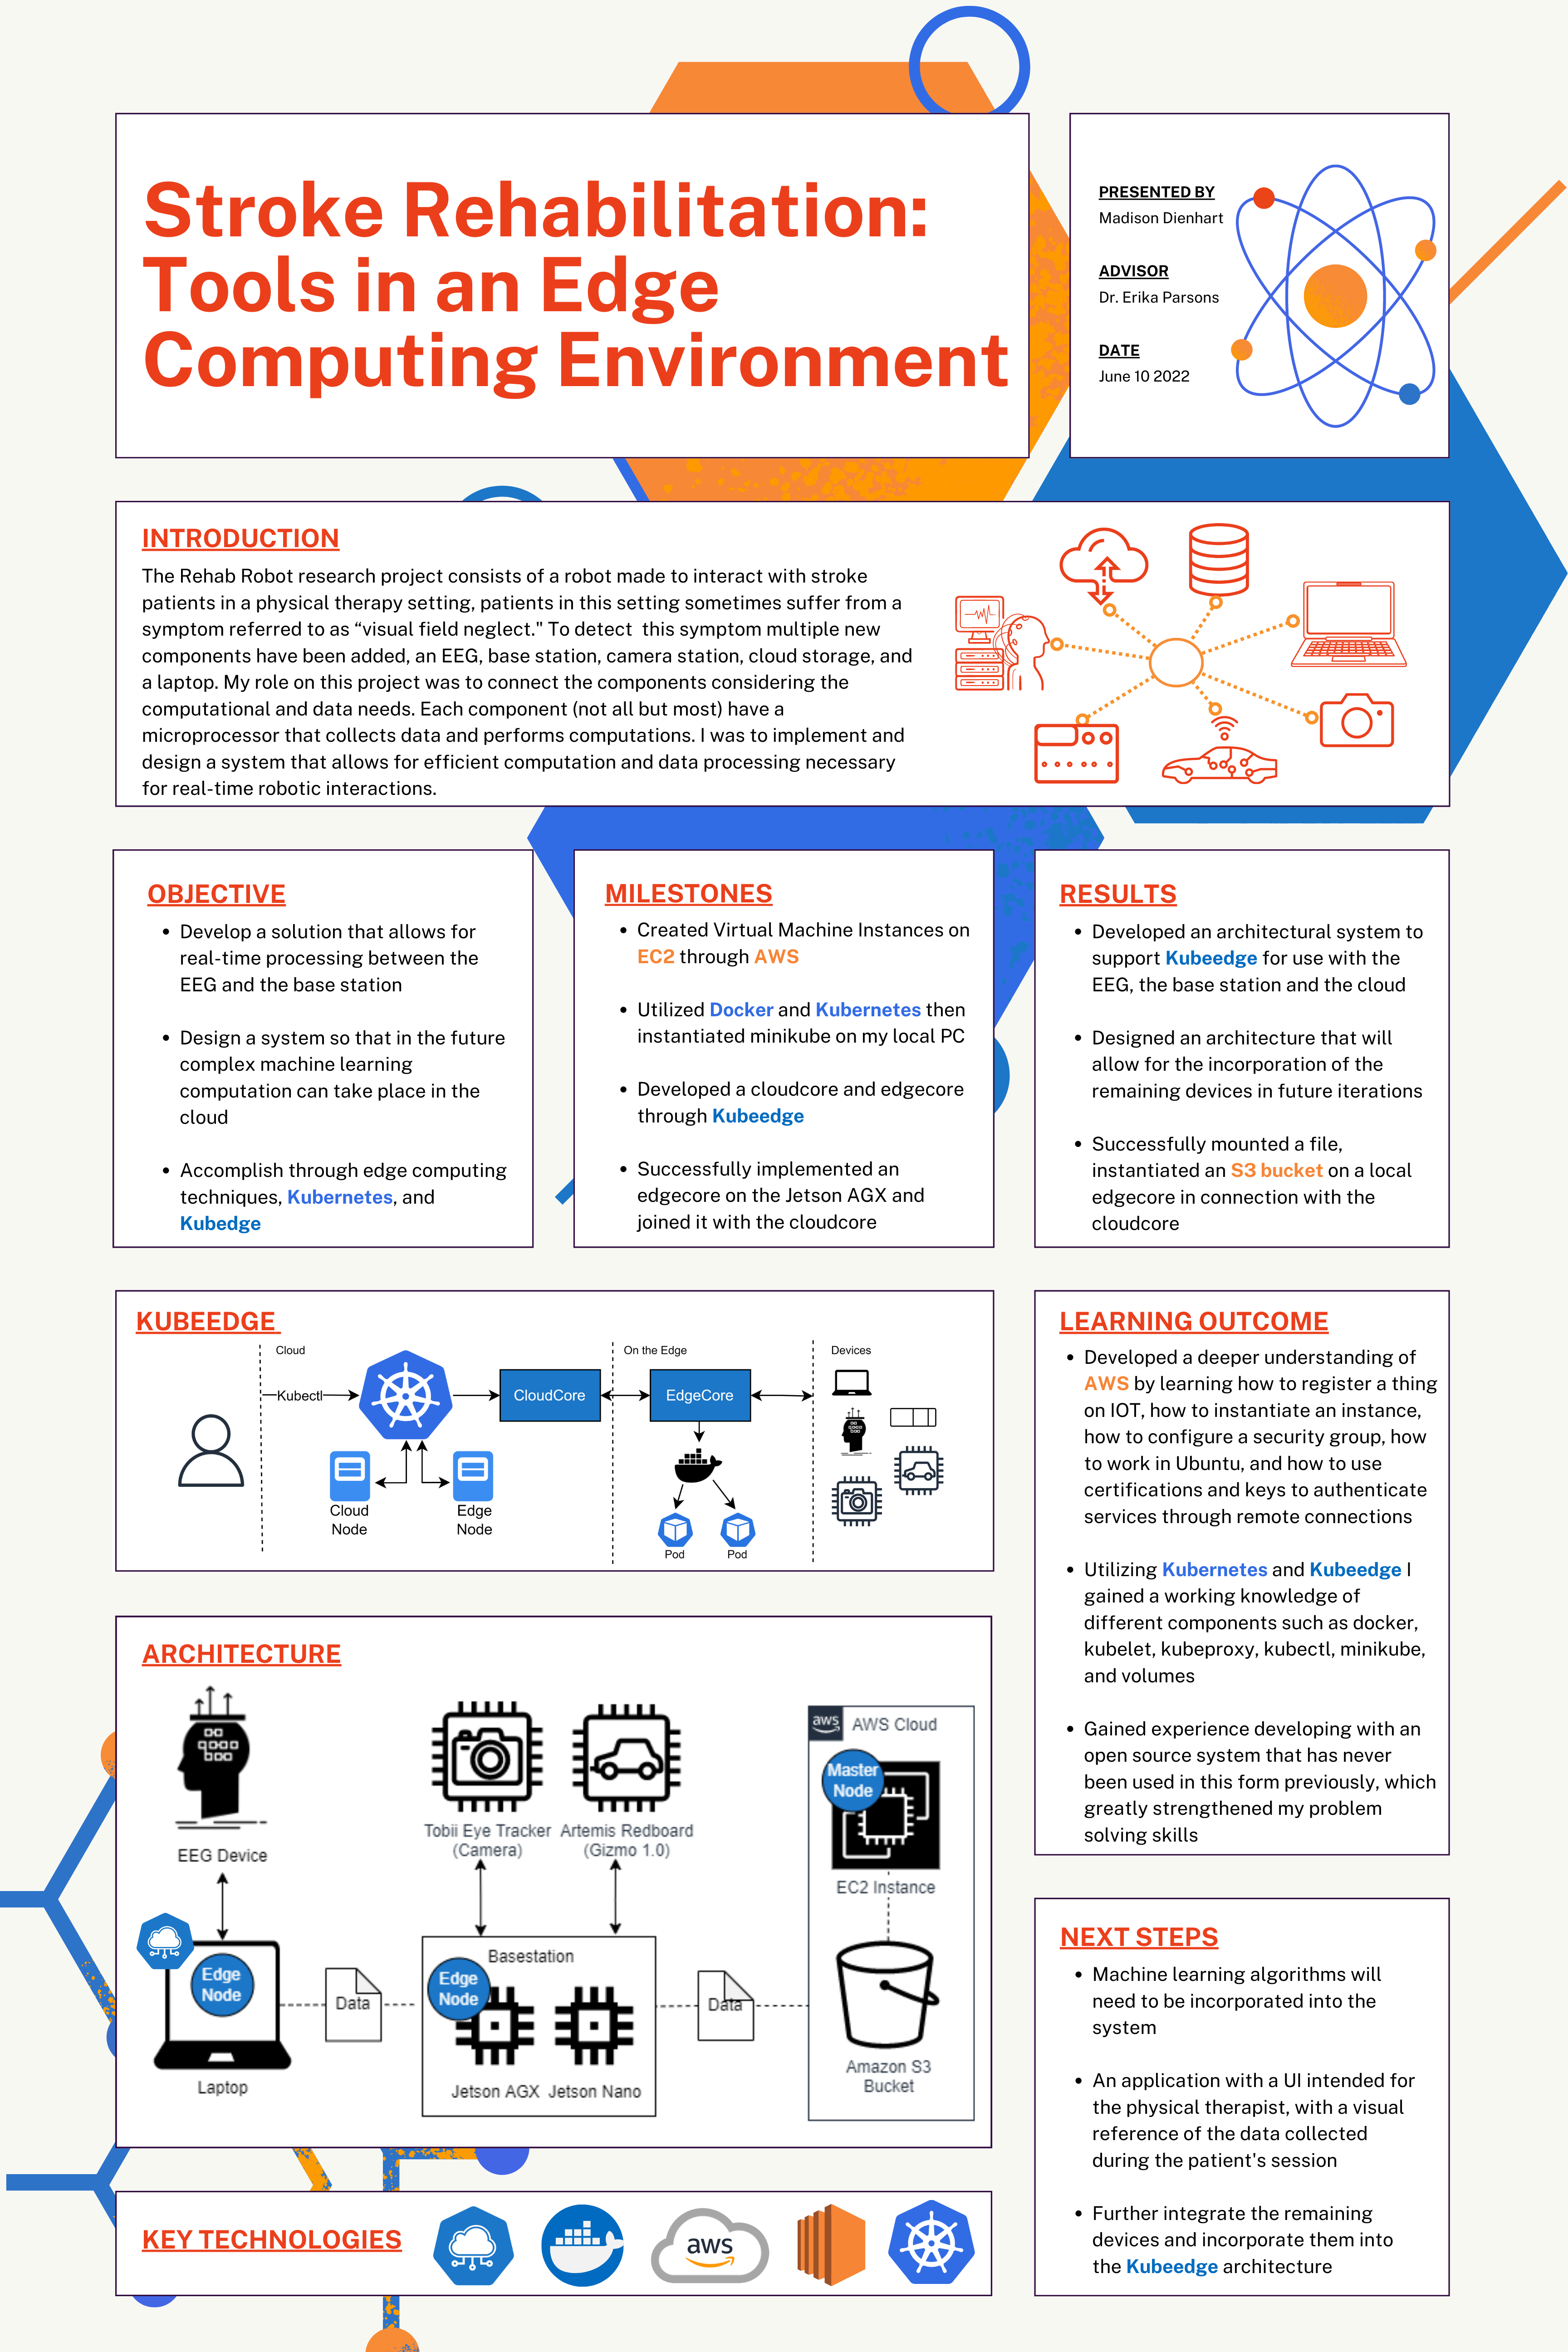 Stroke Rehabilitation:
Tools in an Edge
Computing Environment
PRESENTED BY
Madison Dienhart
ADVISOR
Dr. Erika Parsons
DATE
June 10 2022
INTRODUCTION
The Rehab Robot research project consists of a robot made to interact with stroke
patients in a physical therapy setting, patients in this setting sometimes suffer from a
symptom referred to as “visual field neglect." To detect  this symptom multiple new
components have been added, an EEG, base station, camera station, cloud storage, and
a laptop. My role on this project was to connect the components considering the
computational and data needs. Each component (not all but most) have a
microprocessor that collects data and performs computations. I was to implement and
design a system that allows for efficient computation and data processing necessary
for real-time robotic interactions.
OBJECTIVE
• Develop a solution that allows for
real-time processing between the
EEG and the base station
• Design a system so that in the future
complex machine learning
computation can take place in the
cloud
• Accomplish through edge computing
techniques, Kubernetes, and
Kubedge
MILESTONES
• Created Virtual Machine Instances on
EC2 through AWS
• Utilized Docker and Kubernetes then
instantiated minikube on my local PC
• Developed a cloudcore and edgecore
through Kubeedge
• Successfully implemented an
edgecore on the Jetson AGX and
joined it with the cloudcore
RESULTS
• Developed an architectural system to
support Kubeedge for use with the
EEG, the base station and the cloud
• Designed an architecture that will
allow for the incorporation of the
remaining devices in future iterations
• Successfully mounted a file,
instantiated an S3 bucket on a local
edgecore in connection with the
cloudcore
KUBEEDGE
Cloud
On the Edge
Devices
Kubectl
CloudCore
EdgeCore
Cloud
Node
Edge
Node
Pod
Pod
LEARNING OUTCOME
• Developed a deeper understanding of
AWS by learning how to register a thing
on IOT, how to instantiate an instance,
how to configure a security group, how
to work in Ubuntu, and how to use
certifications and keys to authenticate
services through remote connections
• Utilizing Kubernetes and Kubeedge I
gained a working knowledge of
different components such as docker,
kubelet, kubeproxy, kubectl, minikube,
and volumes
• Gained experience developing with an
open source system that has never
been used in this form previously, which
greatly strengthened my problem
solving skills
ARCHITECTURE
EEG Device
Tobii Eye Tracker
(Camera)
Artemis Redboard
(Gizmo 1.0)
aws
AWS Cloud
Master
Node
EC2 Instance
Edge
Node
Laptop
Data
Basestation
Edge
Node
Jetson AGX
Jetson Nano
Data
Amazon S3
Bucket
NEXT STEPS
• Machine learning algorithms will
need to be incorporated into the
system
• An application with a UI intended for
the physical therapist, with a visual
reference of the data collected
during the patient's session
• Further integrate the remaining
devices and incorporate them into
the Kubeedge architecture
KEY TECHNOLOGIES
aws